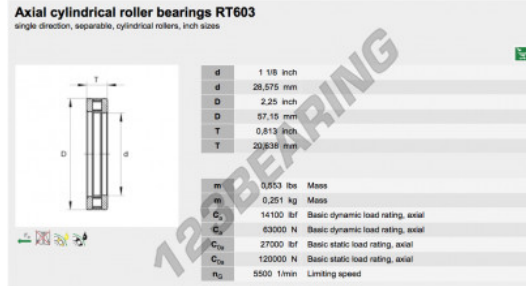 Axial cylindrical roller bearings RT603
single direction, separable, cylindrical rollers, inch sizes
T
D
d
d 1 1/8 inch
d 28,575 mm
D 2,25 inch
D 57,15 mm
T 0,813 inch
T 20,638 mm
m 0,553 lbs Mass
m 0,251 kg Mass
Ca 14100 lbf Basic dynamic load rating, axial
Ca 63000 N Basic dynamic load rating, axial
C0a 27000 lbf Basic static load rating, axial
C0a 120000 N Basic static load rating, axial
nG 5500 1/min Limiting speed
123BEARING